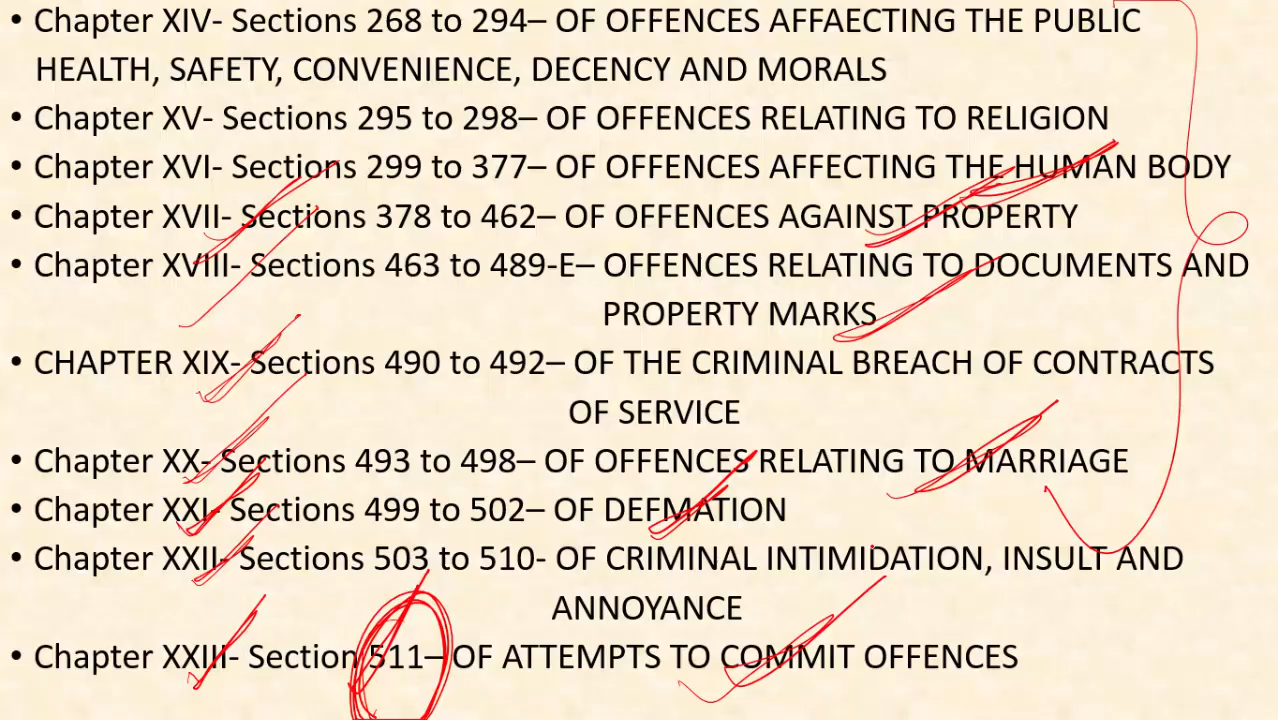 • Chapter XIV- Sections 268 to 294– OF OFFENCES AFFAECTING THE PUBLIC
HEALTH, SAFETY, CONVENIENCE, DECENCY AND MORALS
• Chapter XV- Sections 295 to 298– OF OFFENCES RELATING TO RELIGION
• Chapter XVI- Sections 299 to 377– OF OFFENCES AFFECTING THE HUMAN BODY
• Chapter XVII- Sections 378 to 462– OF OFFENCES AGAINST PROPERTY
• Chapter XVIII- Sections 463 to 489-E– OFFENCES RELATING TO DOCUMENTS AND
PROPERTY MARKS
• CHAPTER XIX- Sections 490 to 492– OF THE CRIMINAL BREACH OF CONTRACTS
OF SERVICE
• Chapter XX- Sections 493 to 498– OF OFFENCES RELATING TO MARRIAGE
• Chapter XXI- Sections 499 to 502– OF DEFMATION
• Chapter XXII- Sections 503 to 510- OF CRIMINAL INTIMIDATION, INSULT AND
ANNOYANCE
• Chapter XXIII- Section 511– OF ATTEMPTS TO COMMIT OFFENCES